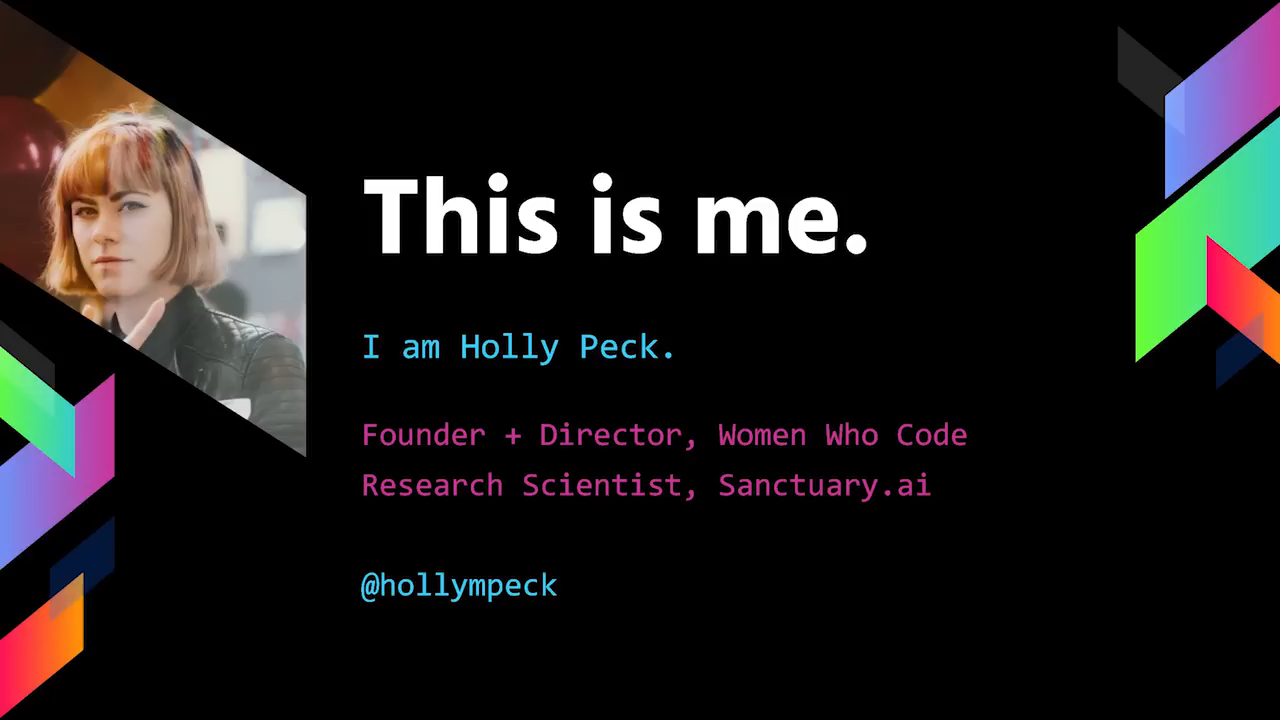 This is me.
I am Holly Peck.
Founder + Director, Women Who Code
Research Scientist, Sanctuary.ai
@hollympeck